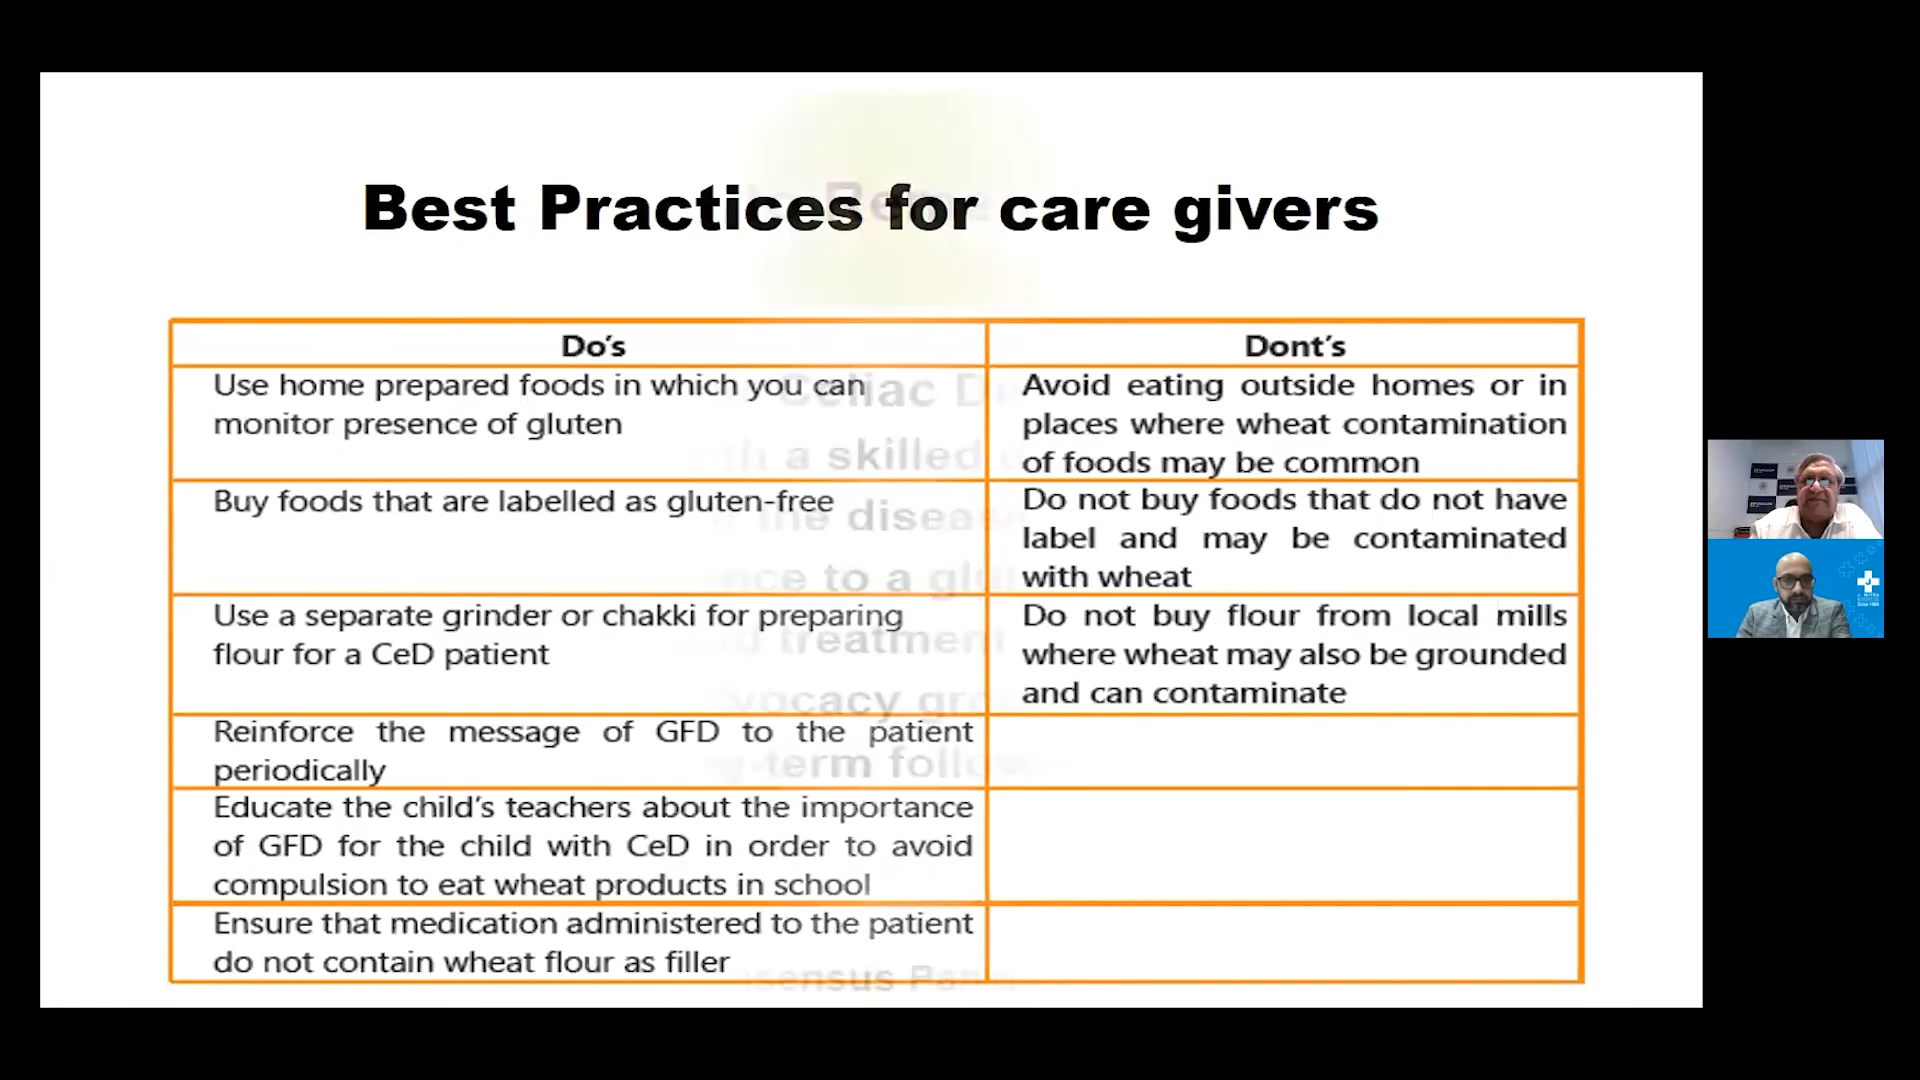 Best Practices for care givers
Do's
Dont's
Use home prepared foods in which you can
monitor presence of gluten
Avoid eating outside homes or in
places where wheat contamination
of foods may be common
Buy foods that are labelled as gluten-free
Do not buy foods that do not have
label and may be contaminated
with wheat
Use a separate grinder or chakki for preparing
flour for a CeD patient
Do not buy flour from local mills
where wheat may also be grounded
and can contaminate
Reinforce the message of GFD to the patient
periodically
Educate the child's teachers about the importance
of GFD for the child with CeD in order to avoid
compulsion to eat wheat products in school
Ensure that medication administered to the patient
do not contain wheat flour as filler